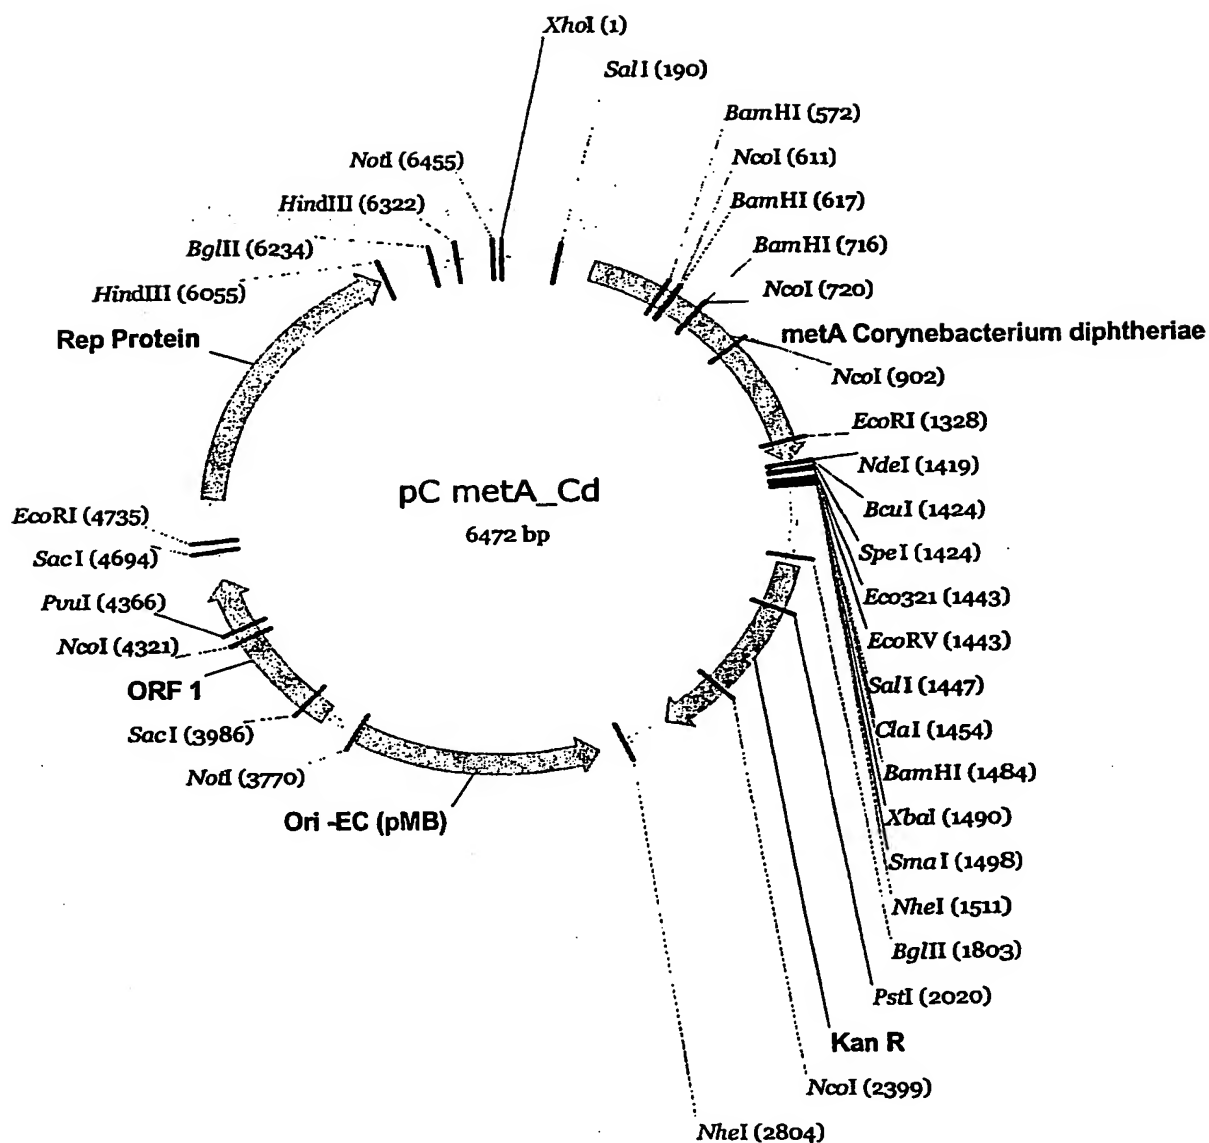 XhoI (1)
SalI (190)
BamHI (572)
NcoI (611)
BamHI (617)
BamHI (716)
NcoI (720)
metA Corynebacterium diphtheriae
NcoI (902)
EcoRI (1328)
NdeI (1419)
BcuI (1424)
SpeI (1424)
Eco321 (1443)
EcoRV (1443)
SalI (1447)
ClaI (1454)
BamHI (1484)
XbaI (1490)
SmaI (1498)
NheI (1511)
BglII (1803)
PstI (2020)
Kan R
NcoI (2399)
NheI (2804)
Ori -EC (pMB)
NotI (3770)
SacI (3986)
ORF 1
NcoI (4321)
PvuI (4366)
SacI (4694)
EcoRI (4735)
Rep Protein
HindIII (6055)
BglII (6234)
HindIII (6322)
NotI (6455)
pC metA_Cd
6472 bp